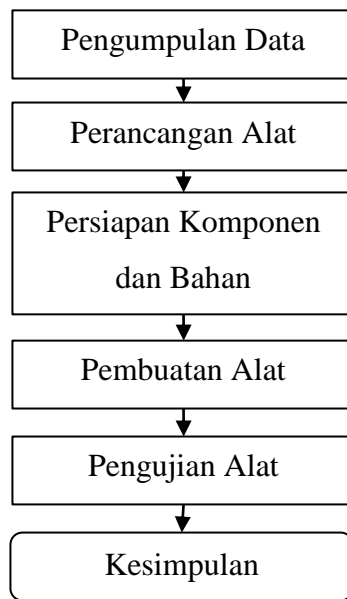 Pengumpulan Data
Perancangan Alat
Persiapan Komponen
dan Bahan
Pembuatan Alat
Pengujian Alat
Kesimpulan